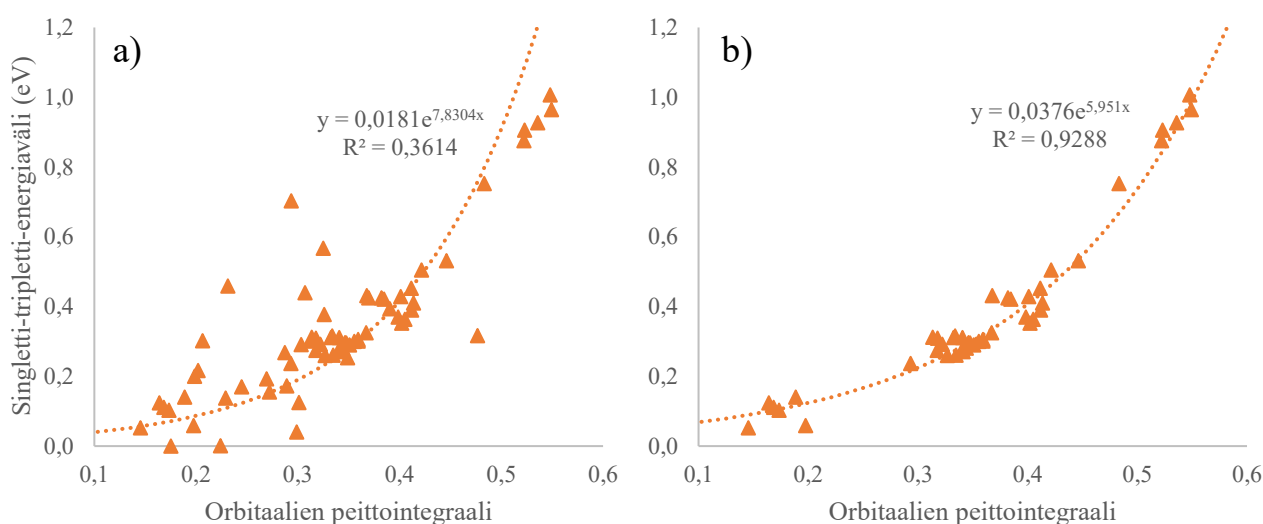 a)
y = 0,0181e^7,8304x
R² = 0,3614
Singletti-tripletti-energiaväli (eV)
1,2
1,0
0,8
0,6
0,4
0,2
0,0
0,1 0,2 0,3 0,4 0,5 0,6
Orbitaalien peittointegraali
b)
y = 0,0376e^5,951x
R² = 0,9288
1,2
1,0
0,8
0,6
0,4
0,2
0,0
0,1 0,2 0,3 0,4 0,5 0,6
Orbitaalien peittointegraali